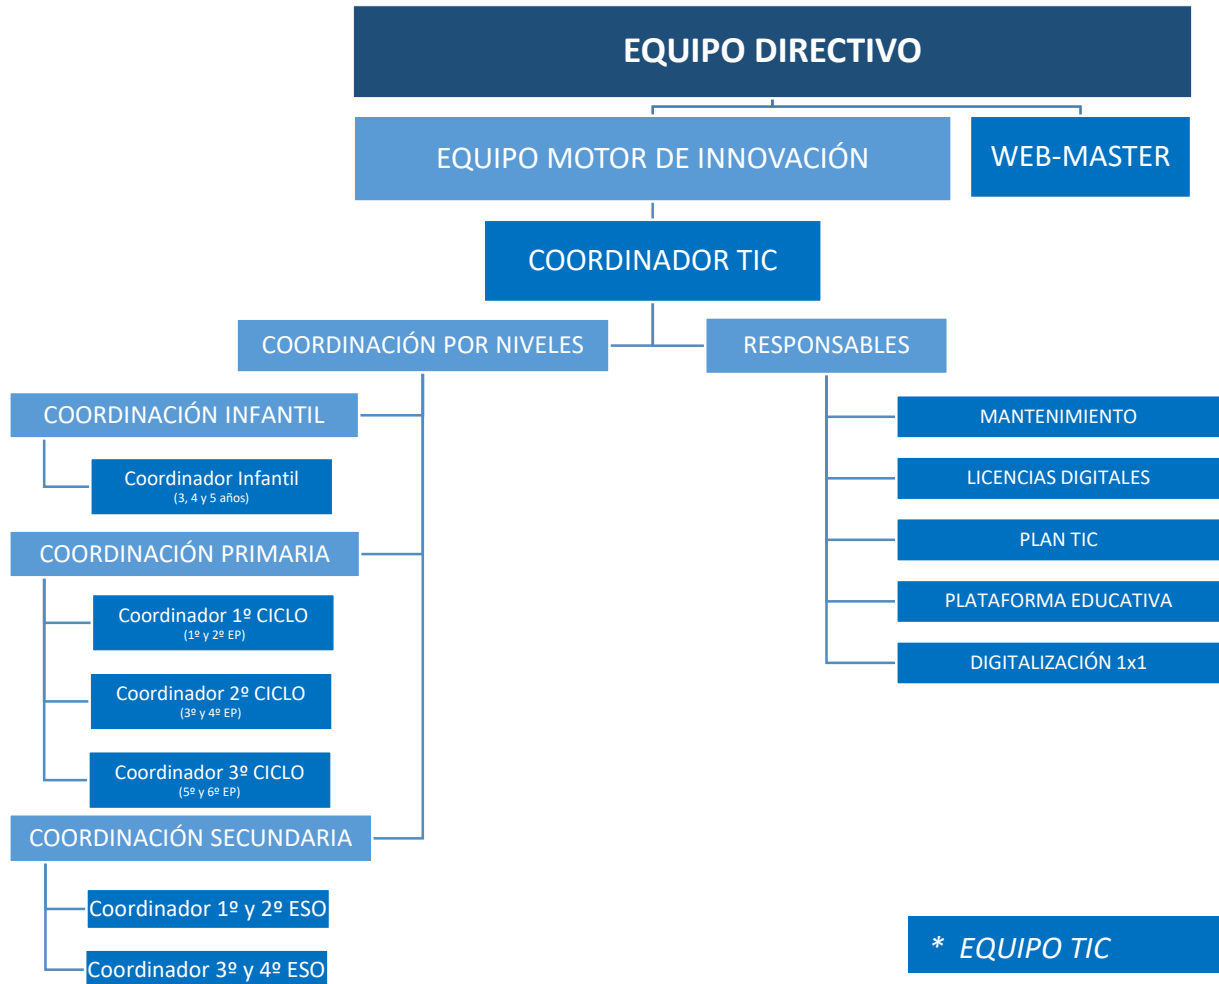 EQUIPO DIRECTIVO
EQUIPO MOTOR DE INNOVACIÓN
WEB-MASTER
COORDINADOR TIC
COORDINACIÓN POR NIVELES
RESPONSABLES
COORDINACIÓN INFANTIL
Coordinador Infantil
(3, 4 y 5 años)
COORDINACIÓN PRIMARIA
Coordinador 1º CICLO
(1º y 2º EP)
Coordinador 2º CICLO
(3º y 4º EP)
Coordinador 3º CICLO
(5º y 6º EP)
COORDINACIÓN SECUNDARIA
Coordinador 1º y 2º ESO
Coordinador 3º y 4º ESO
MANTENIMIENTO
LICENCIAS DIGITALES
PLAN TIC
PLATAFORMA EDUCATIVA
DIGITALIZACIÓN 1x1
* EQUIPO TIC